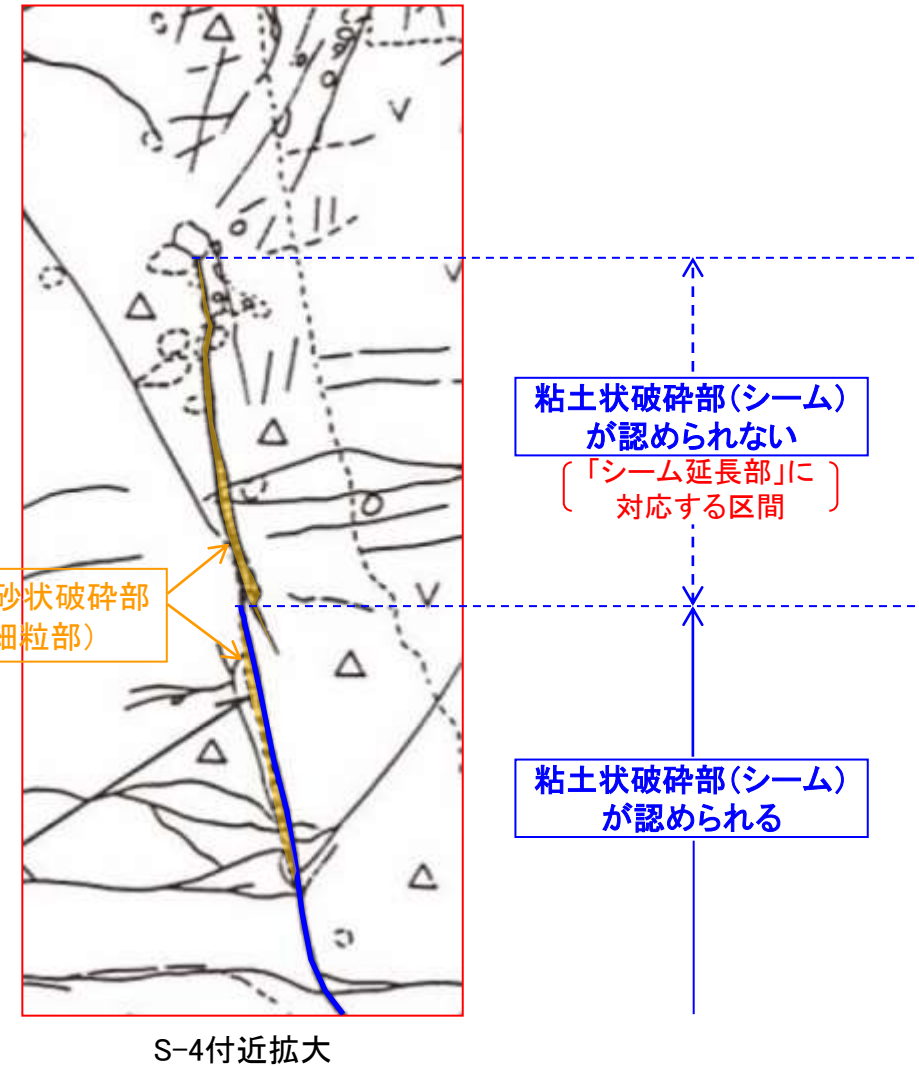 粘土状破砕部(シーム)
が認められない
「シーム延長部」に
対応する区間
砂状破砕部
細粒部)
粘土状破砕部(シーム)
が認められる
S-4付近拡大